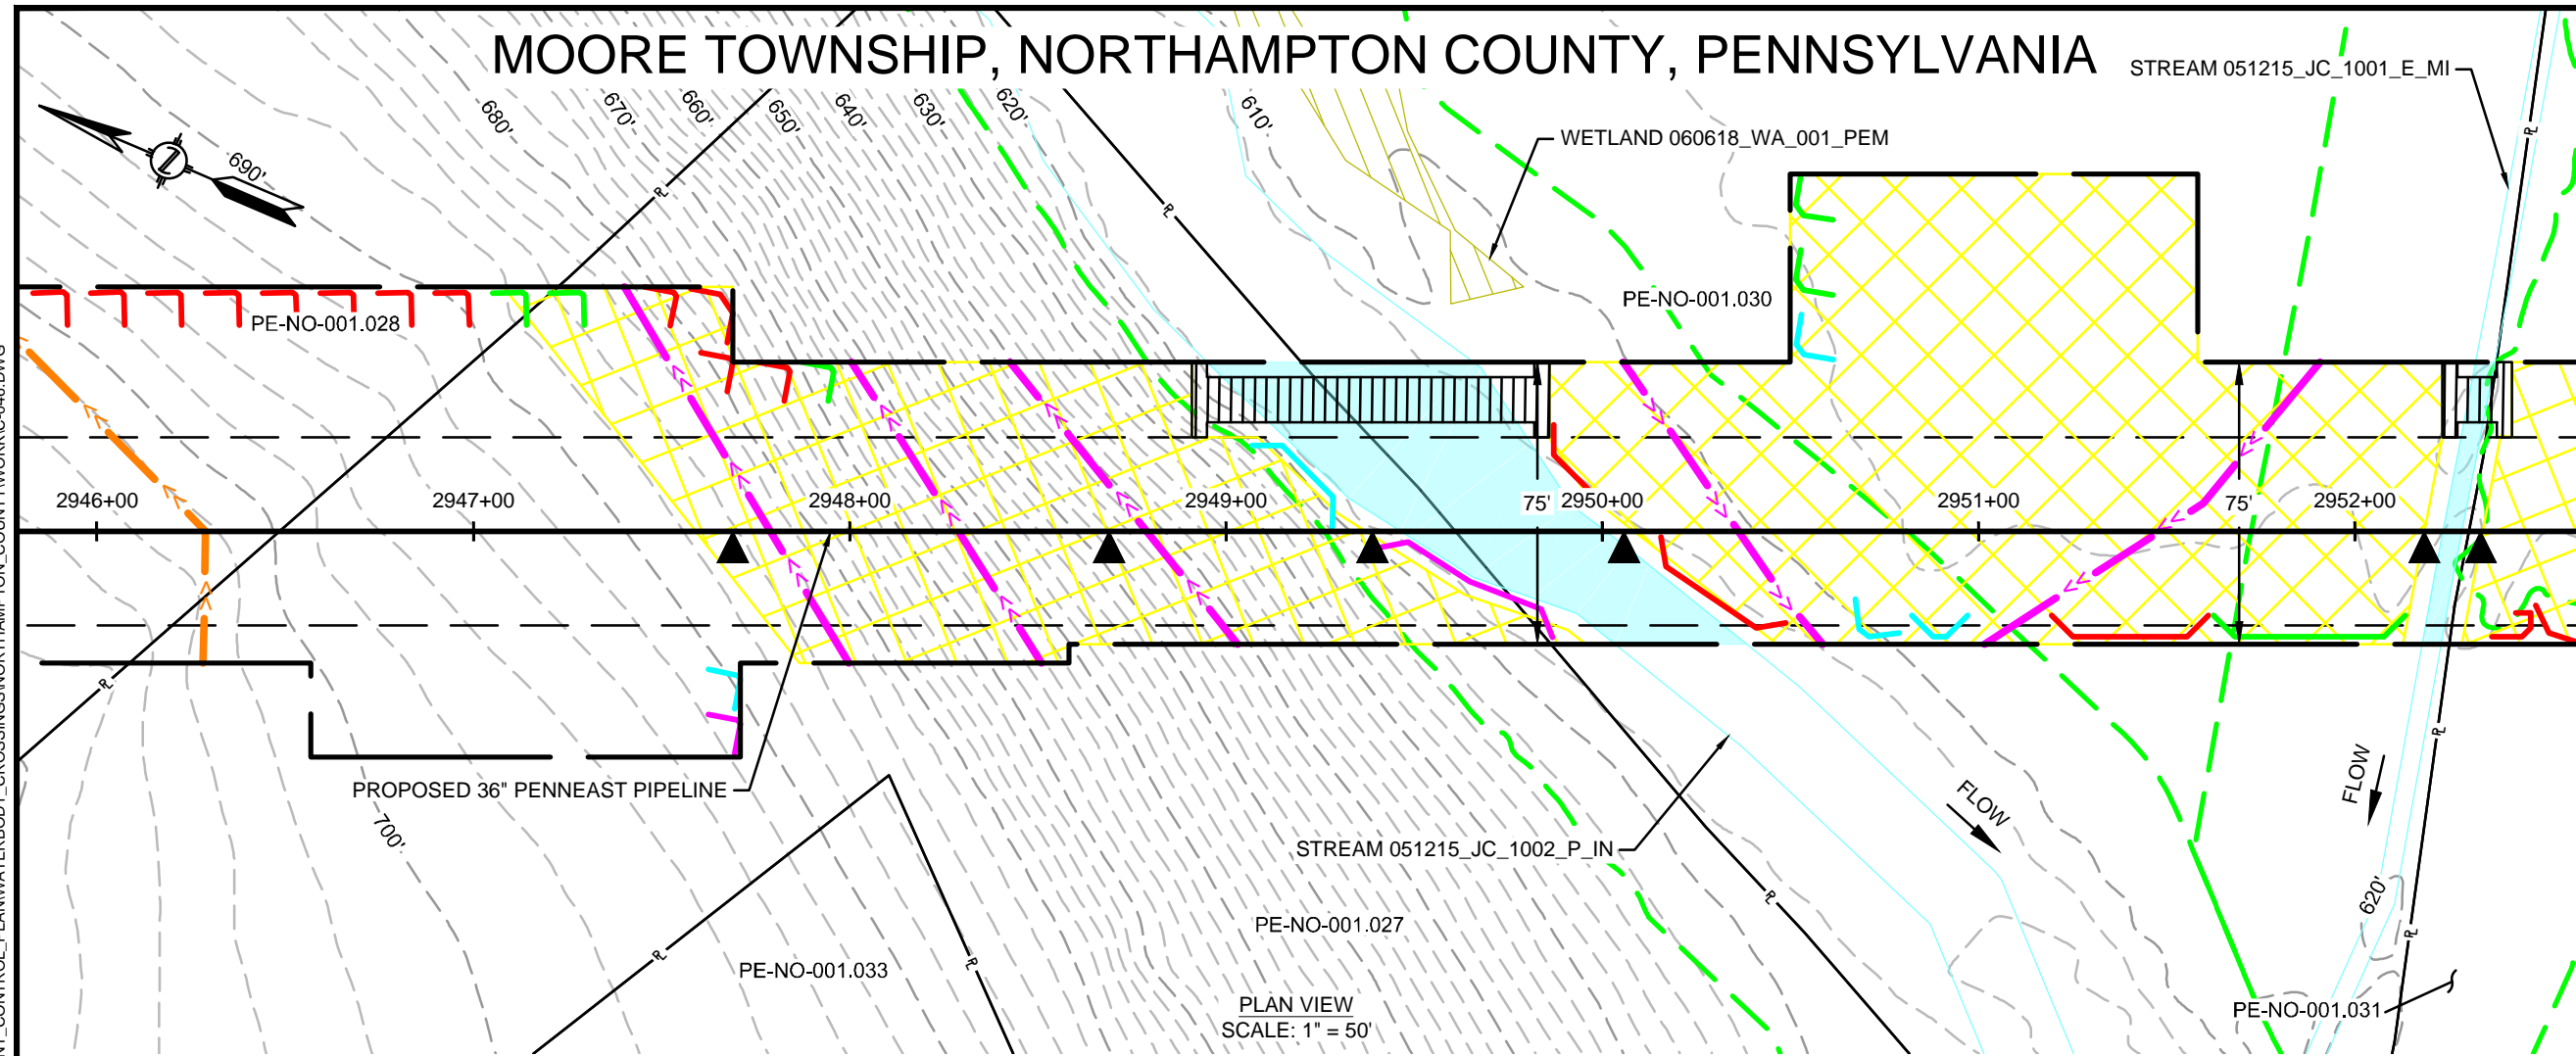 MOORE TOWNSHIP, NORTHAMPTON COUNTY, PENNSYLVANIA
STREAM 051215_JC_1001_E_MI
WETLAND 060618_WA_001_PEM
680'
670'
660'
650'
640'
630'
620'
610'
690'
PE-NO-001.028
PE-NO-001.030
2946+00
2947+00
2948+00
2949+00
75'
2950+00
2951+00
75'
2952+00
PROPOSED 36" PENNEAST PIPELINE
700'
STREAM 051215_JC_1002_P_IN
FLOW
FLOW
620'
PE-NO-001.027
PE-NO-001.033
PE-NO-001.031
PLAN VIEW
SCALE: 1" = 50'